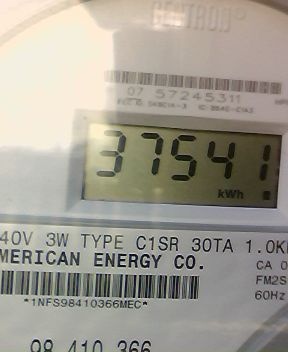 CENTRON®
07 57245311
37541
kWh
40V 3W TYPE C1SR 30TA 1.0K
MERICAN ENERGY CO.
CA 0
FM2S
60Hz
*1NFS98410366MEC*
98 410 366